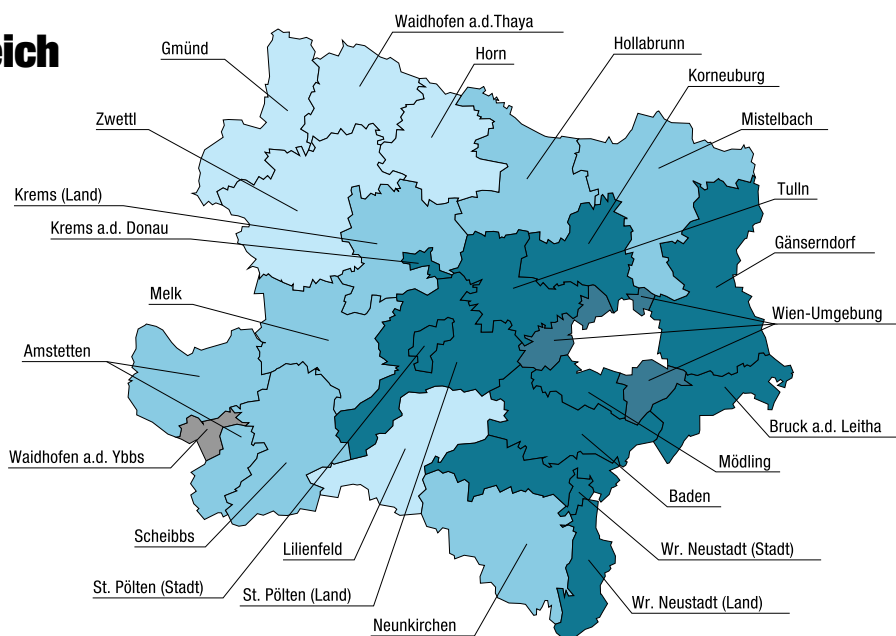 eich
Waidhofen a.d.Thaya
Gmünd
Horn
Hollabrunn
Korneuburg
Zwettl
Mistelbach
Krems (Land)
Tulln
Krems a.d. Donau
Gänserndorf
Melk
Wien-Umgebung
Amstetten
Bruck a.d. Leitha
Waidhofen a.d. Ybbs
Mödling
Baden
Scheibbs
Lilienfeld
Wr. Neustadt (Stadt)
St. Pölten (Stadt)
St. Pölten (Land)
Wr. Neustadt (Land)
Neunkirchen